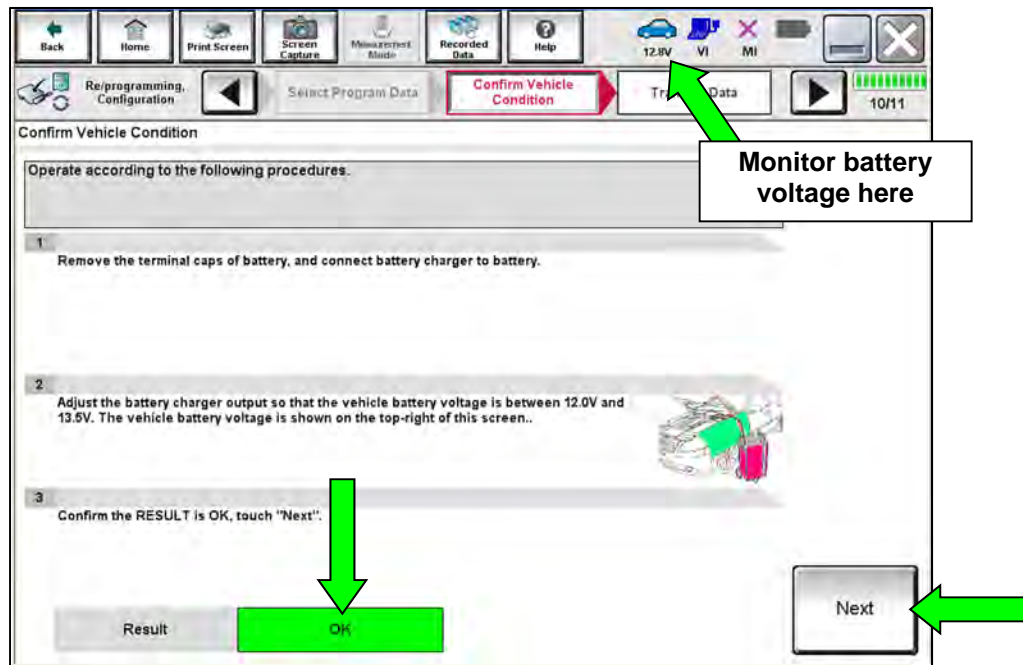 Back
Home
Print Screen
Screen
Capture
Measurement
Mode
Recorded
Data
Help
12.8V
VI
MI
Re/programming,
Configuration
Select Program Data
Confirm Vehicle
Condition
Data
10/11
Confirm Vehicle Condition
Operate according to the following procedures.
Monitor battery
voltage here
1
Remove the terminal caps of battery, and connect battery charger to battery.
2
Adjust the battery charger output so that the vehicle battery voltage is between 12.0V and
13.5V. The vehicle battery voltage is shown on the top-right of this screen..
3
Confirm the RESULT is OK, touch "Next".
Result
OK
Next